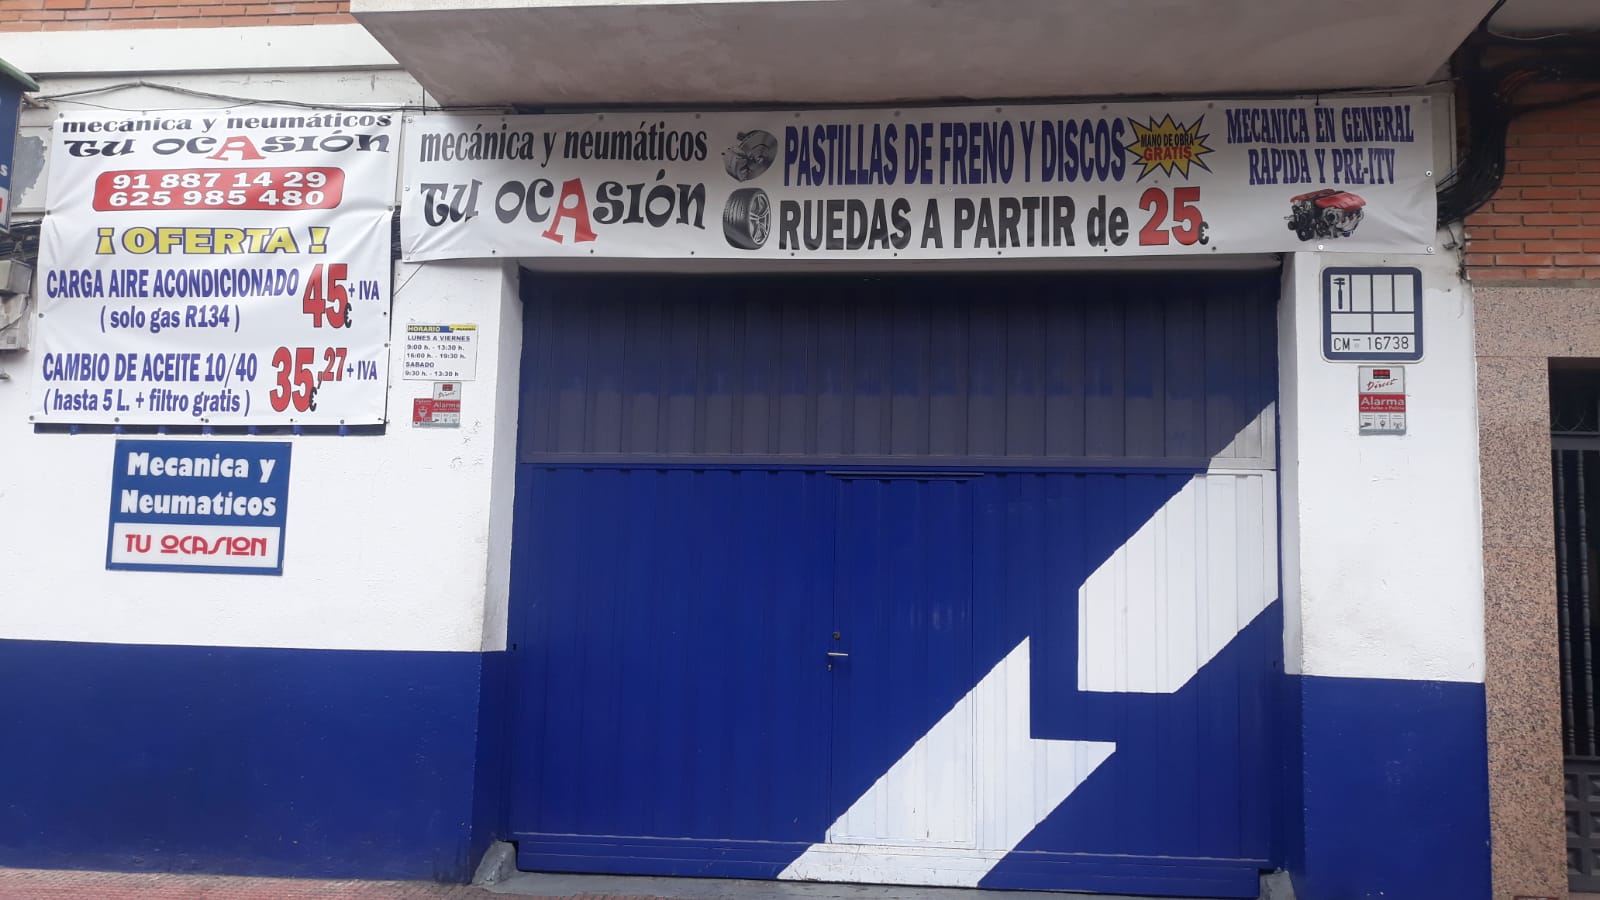 mecánica y neumáticos
TU OCASIÓN
91 887 14 29
625 985 480
¡OFERTA!
CARGA AIRE ACONDICIONADO 45€ + IVA
( solo gas R134 )
CAMBIO DE ACEITE 10/40 35,27€ + IVA
( hasta 5 L. + filtro gratis )
mecánica y neumáticos
TU OCASIÓN
PASTILLAS DE FRENO Y DISCOS
MANO DE OBRA
GRATIS
RUEDAS A PARTIR de 25€
MECANICA EN GENERAL
RAPIDA Y PRE-ITV
HORARIO
LUNES A VIERNES
9:00 h. - 13:30 h.
16:00 h. - 19:30 h.
SABADO
9:30 h. - 13:30 h
Direct
Alarma
Mecanica y
Neumaticos
TU OCASION
CM 16738
Direct
Alarma